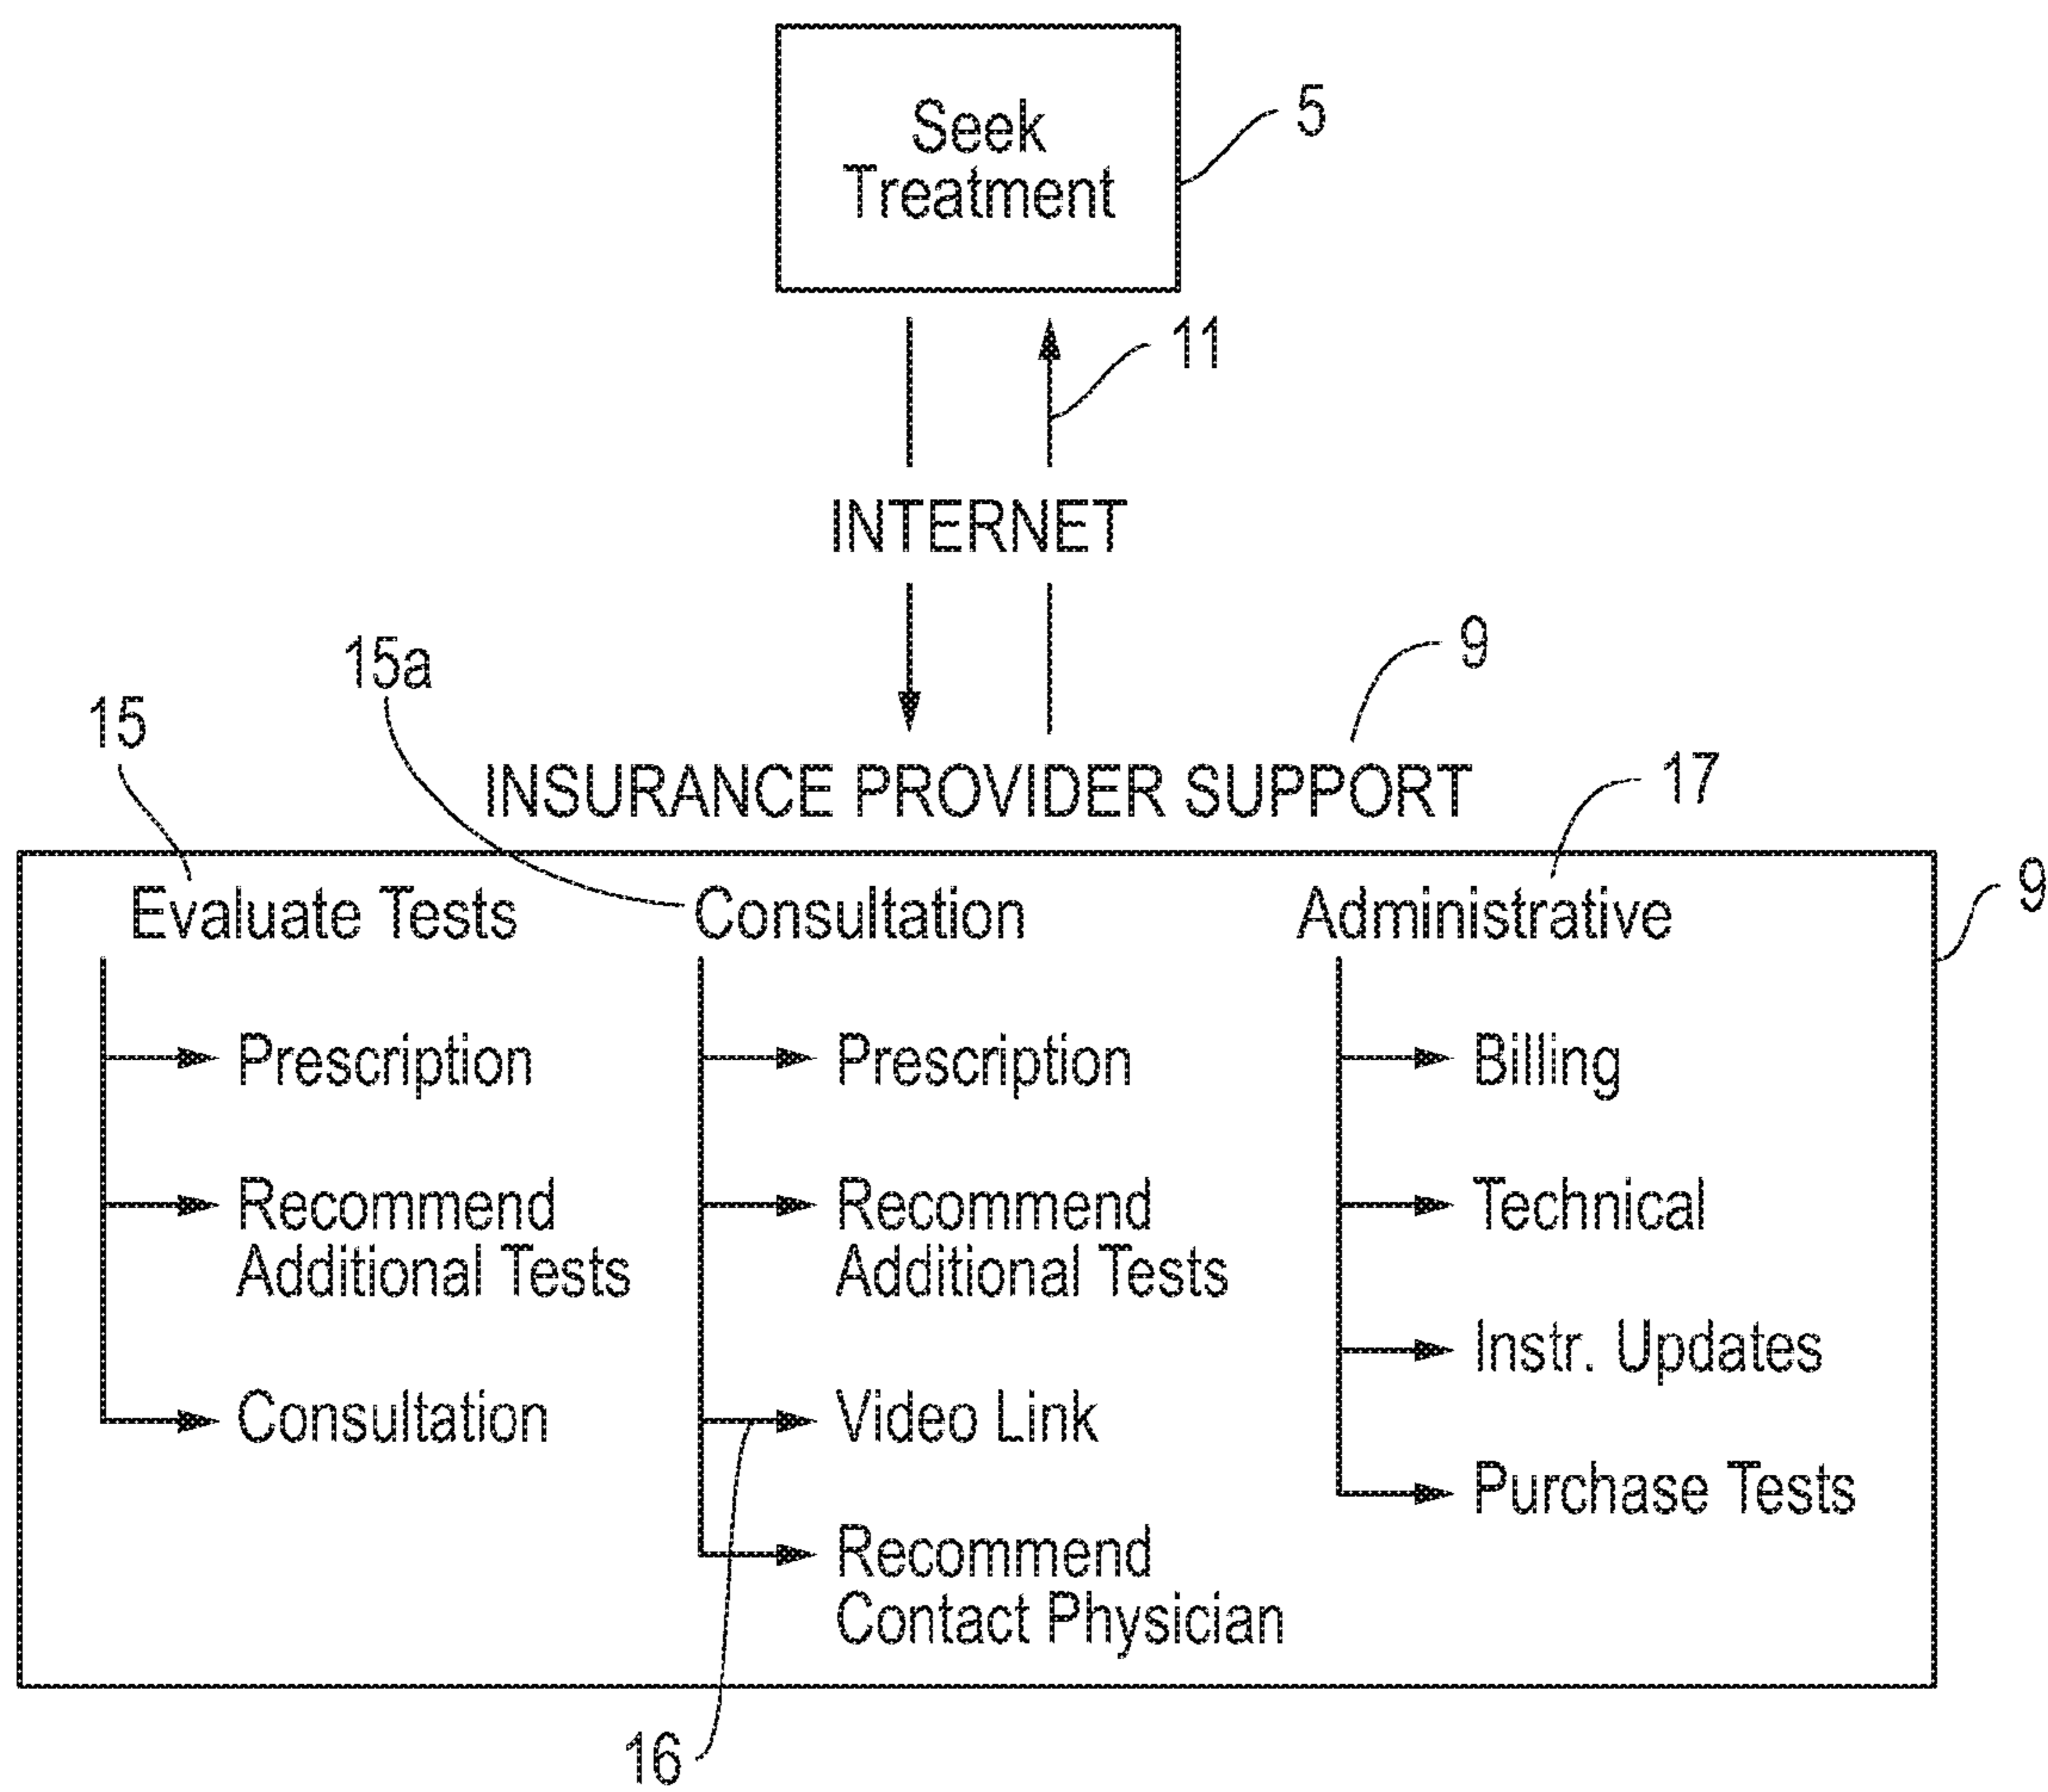 Seek
Treatment
5
11
INTERNET
15a
9
15
INSURANCE PROVIDER SUPPORT
17
9
Evaluate Tests
Prescription
Recommend
Additional Tests
Consultation
Consultation
Prescription
Recommend
Additional Tests
Video Link
Recommend
Contact Physician
Administrative
Billing
Technical
Instr. Updates
Purchase Tests
16